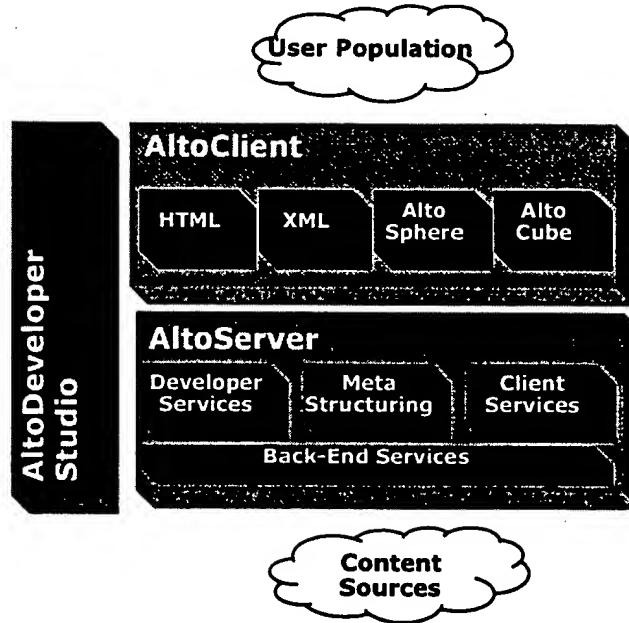 User Population
AltoDeveloper
Studio
AltoClient
HTML
XML
Alto
Sphere
Alto
Cube
AltoServer
Developer
Services
Meta
Structuring
Client
Services
Back-End Services
Content
Sources